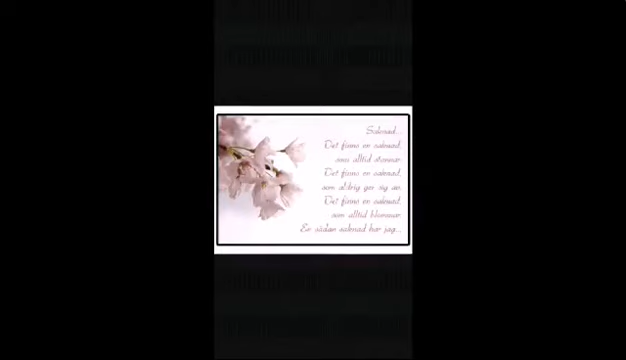 Saknad...
Det finns en saknad,
som alltid stannar.
Det finns en saknad,
som aldrig ger sig av.
Det finns en saknad,
som alltid blommar.
En sådan saknad har jag...